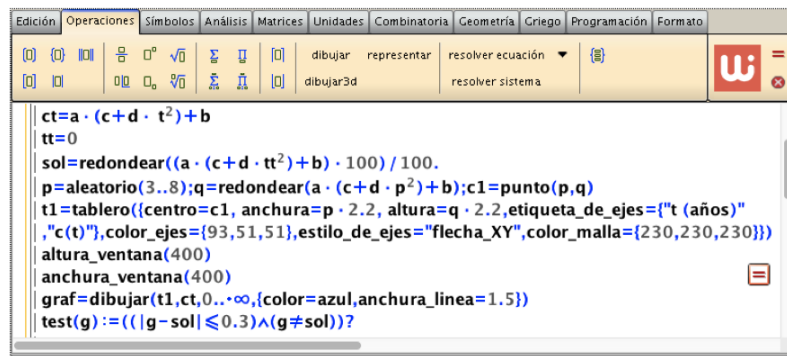 Edición Operaciones Símbolos Análisis Matrices Unidades Combinatoria Geometría Griego Programación Formato
dibujar representar resolver ecuación
dibujar3d resolver sistema
ct=a · (c+d · t²)+b
tt=0
sol=redondear((a · (c+d · tt²)+b) · 100)/100.
p=aleatorio(3..8);q=redondear(a · (c+d · p²)+b);c1=punto(p,q)
t1=tablero({centro=c1, anchura=p · 2.2, altura=q · 2.2,etiqueta_de_ejes={"t (años)"
,"c(t)"},color_ejes={93,51,51},estilo_de_ejes="flecha_XY",color_malla={230,230,230}})
altura_ventana(400)
anchura_ventana(400)
graf=dibujar(t1,ct,0..+∞,{color=azul,anchura_linea=1.5})
test(g):=((|g-sol|⩽0.3)∧(g≠sol))?